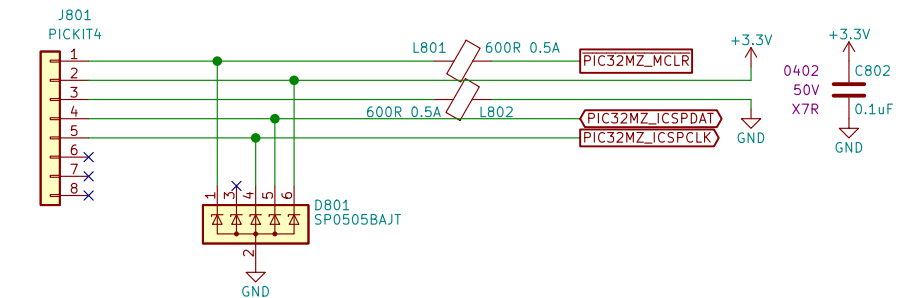 J801
PICKIT4
1
2
3
4
5
6
7
8
L801
600R 0.5A
600R 0.5A
L802
PIC32MZ_MCLR
PIC32MZ_ICSPDAT
PIC32MZ_ICSPCLK
+3.3V
GND
+3.3V
0402
50V
X7R
C802
0.1uF
GND
1
3
4
5
6
2
D801
SP0505BAJT
GND